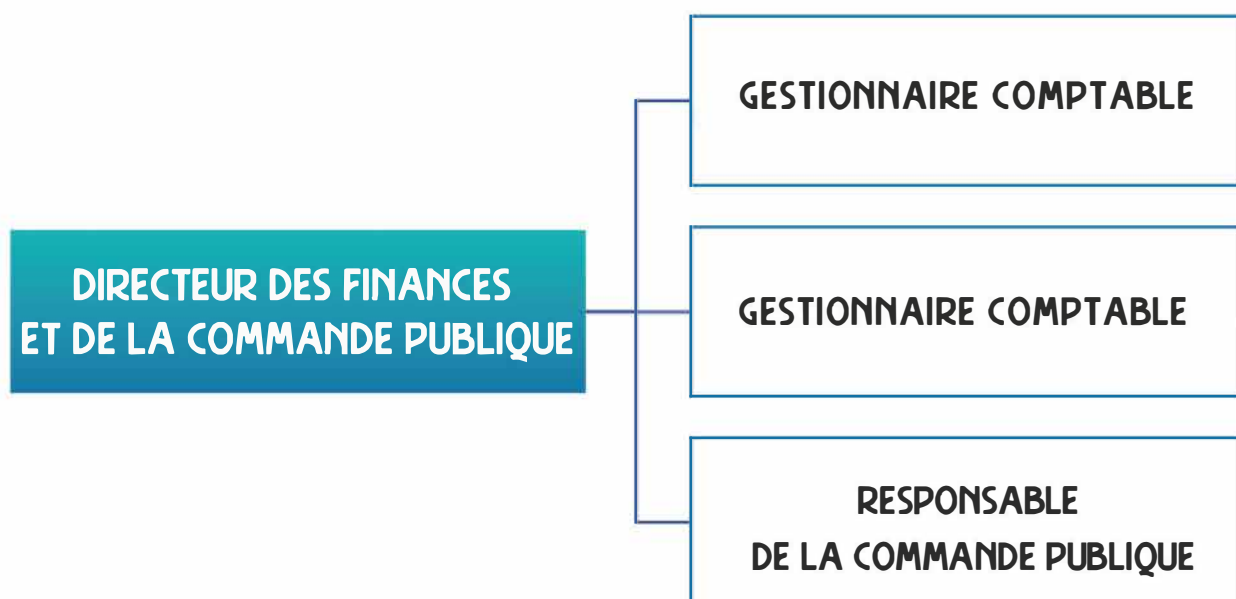 GESTIONNAIRE COMPTABLE
DIRECTEUR DES FINANCES
ET DE LA COMMANDE PUBLIQUE
GESTIONNAIRE COMPTABLE
RESPONSABLE
DE LA COMMANDE PUBLIQUE